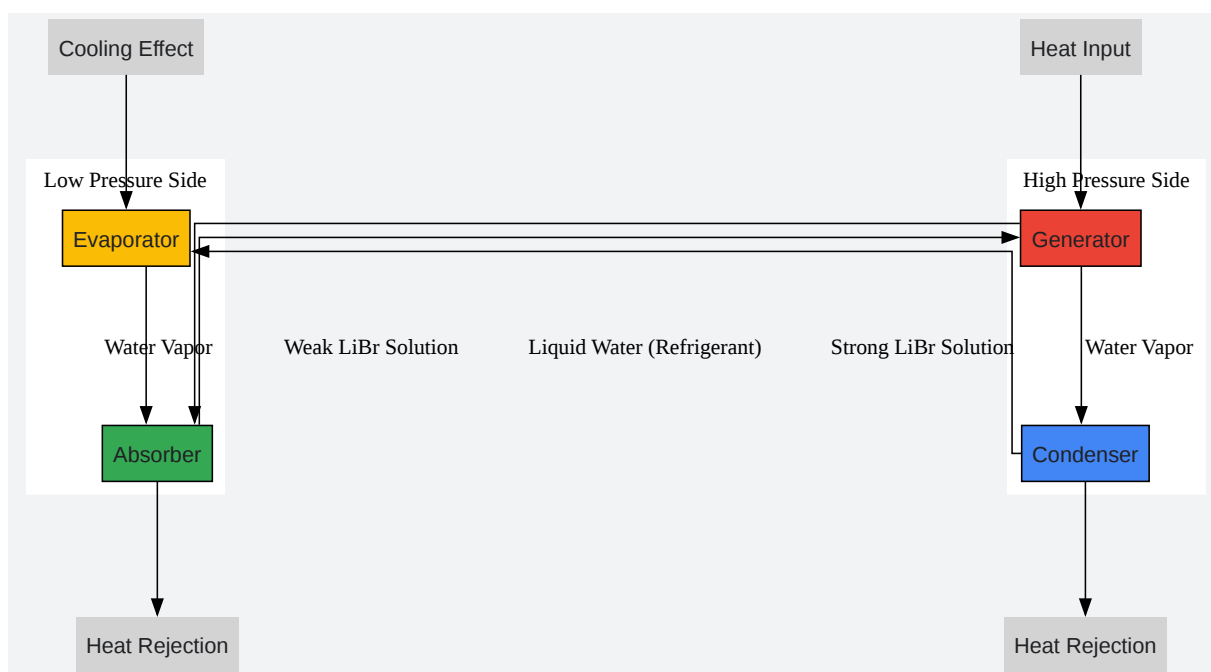 Cooling Effect
Heat Input
Low Pressure Side
High Pressure Side
Evaporator
Generator
Water Vapor
Weak LiBr Solution
Liquid Water (Refrigerant)
Strong LiBr Solution
Water Vapor
Absorber
Condenser
Heat Rejection
Heat Rejection